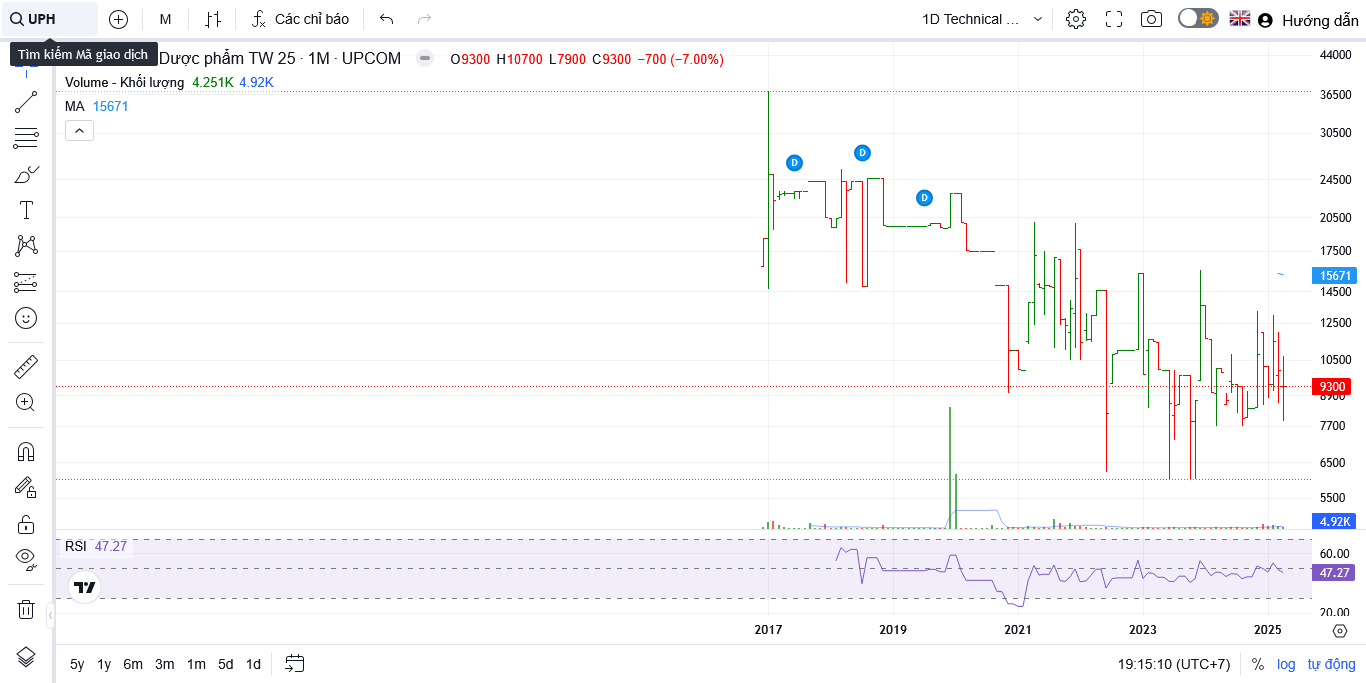 UPH
M
Các chỉ báo
1D Technical ...
Hướng dẫn
Tìm kiếm Mã giao dịch
Dược phẩm TW 25 · 1M · UPCOM
O9300 H10700 L7900 C9300 −700 (−7.00%)
Volume - Khối lượng 4.251K 4.92K
MA 15671
D
D
D
44000
36500
30500
24500
20500
17500
15671
14500
12500
10500
9300
8900
7700
6500
5500
4.92K
RSI 47.27
60.00
47.27
20.00
2017
2019
2021
2023
2025
5y 1y 6m 3m 1m 5d 1d
19:15:10 (UTC+7)
% log tự động